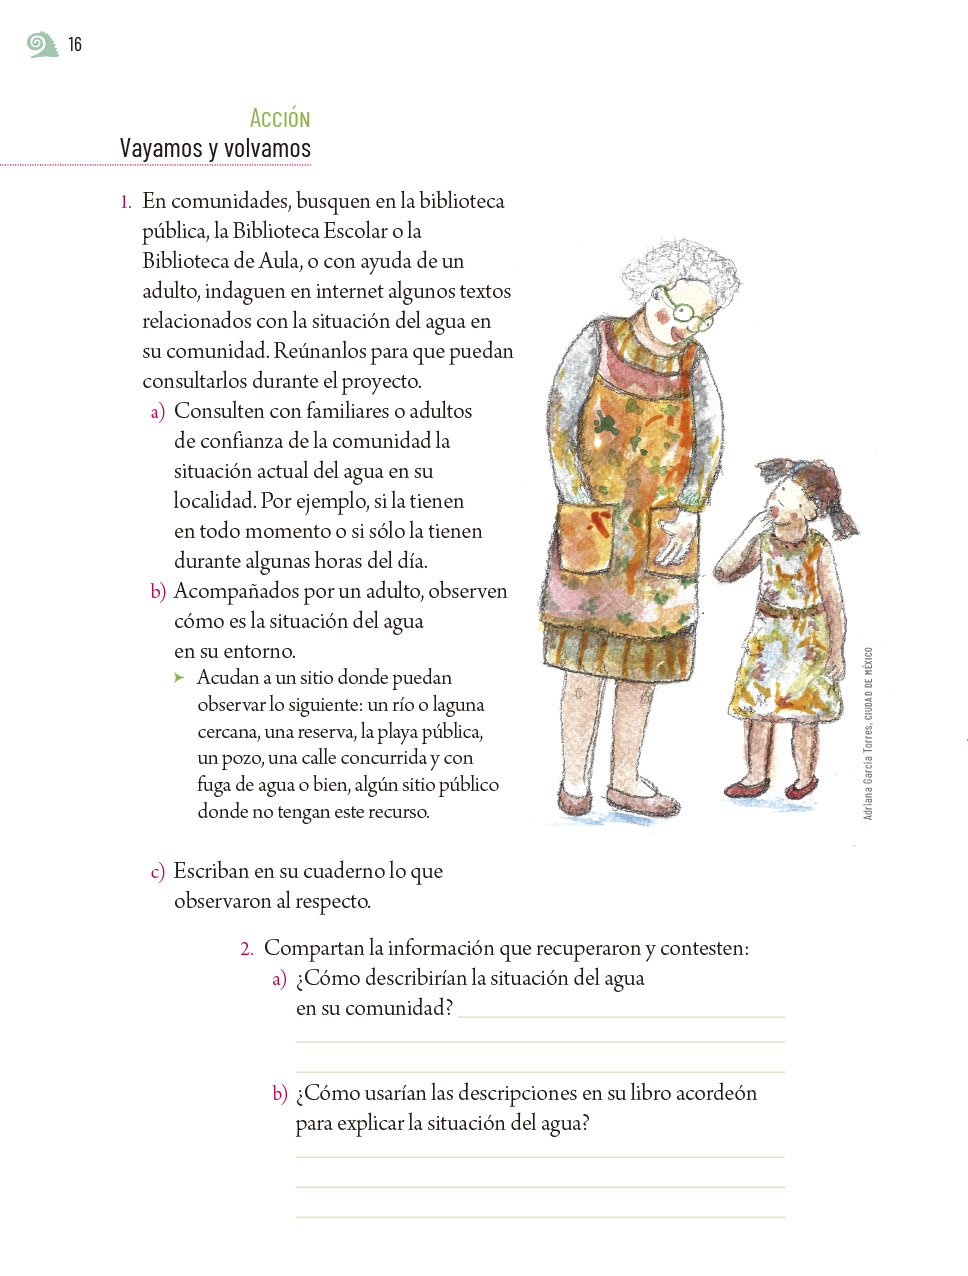 16
Acción
Vayamos y volvamos
1. En comunidades, busquen en la biblioteca
pública, la Biblioteca Escolar o la
Biblioteca de Aula, o con ayuda de un
adulto, indaguen en internet algunos textos
relacionados con la situación del agua en
su comunidad. Reúnanlos para que puedan
consultarlos durante el proyecto.
a) Consulten con familiares o adultos
de confianza de la comunidad la
situación actual del agua en su
localidad. Por ejemplo, si la tienen
en todo momento o si sólo la tienen
durante algunas horas del día.
b) Acompañados por un adulto, observen
cómo es la situación del agua
en su entorno.
➤ Acudan a un sitio donde puedan
observar lo siguiente: un río o laguna
cercana, una reserva, la playa pública,
un pozo, una calle concurrida y con
fuga de agua o bien, algún sitio público
donde no tengan este recurso.
c) Escriban en su cuaderno lo que
observaron al respecto.
Adriana García Torres, CIUDAD DE MÉXICO
2. Compartan la información que recuperaron y contesten:
a) ¿Cómo describirían la situación del agua
en su comunidad?
b) ¿Cómo usarían las descripciones en su libro acordeón
para explicar la situación del agua?